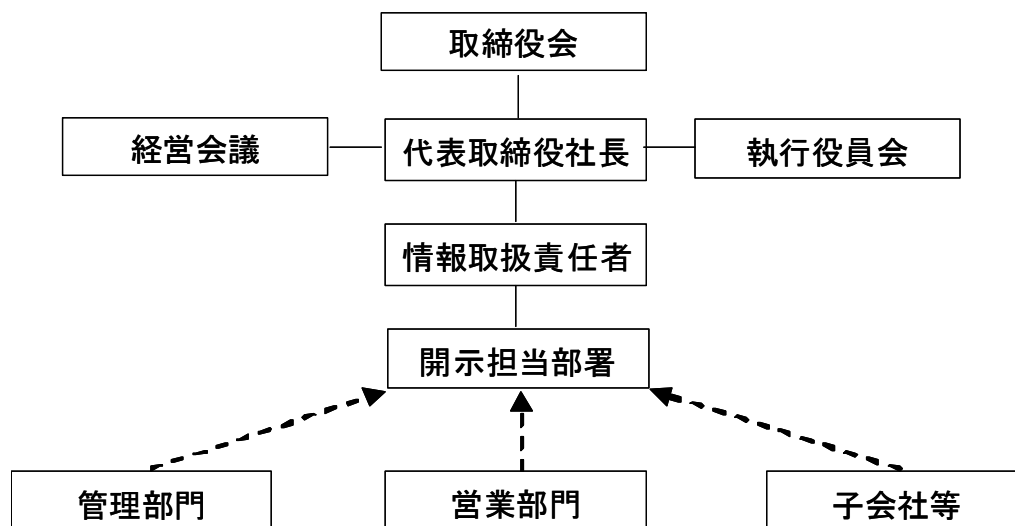 取締役会
経営会議
代表取締役社長
執行役員会
情報取扱責任者
開示担当部署
管理部門
営業部門
子会社等